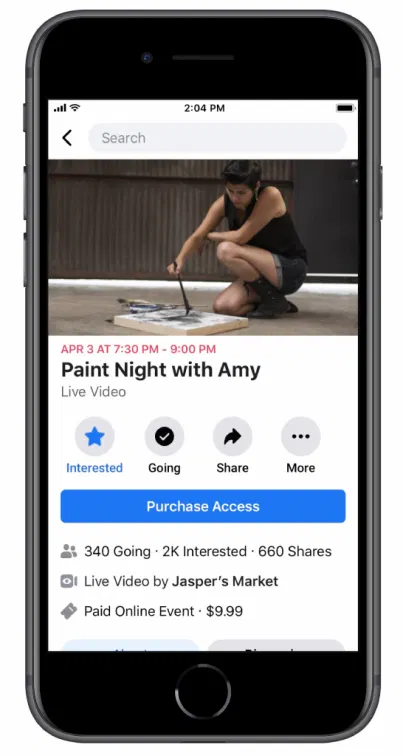 2:04 PM
Search
APR 3 AT 7:30 PM - 9:00 PM
Paint Night with Amy
Live Video
Interested Going Share More
Purchase Access
340 Going · 2K Interested · 660 Shares
Live Video by Jasper's Market
Paid Online Event · $9.99